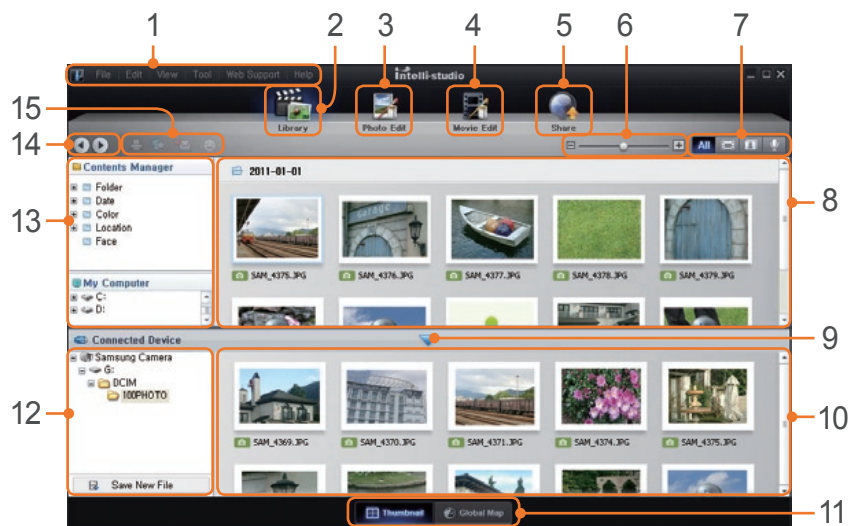 1 2 3 4 5 6 7
File Edit View Tool Web Support Help
intelli-studio
15
Library Photo Edit Movie Edit Share
14
All
Contents Manager
2011-01-01
8
Folder
Date
Color
Location
Face
13
SAM_4375.JPG SAM_4376.JPG SAM_4377.JPG SAM_4378.JPG SAM_4379.JPG
My Computer
C:
D:
Connected Device
9
Samsung Camera
G:
DCIM
100PHOTO
12
10
SAM_4369.JPG SAM_4370.JPG SAM_4371.JPG SAM_4374.JPG SAM_4375.JPG
Save New File
Thumbnail Global Map
11